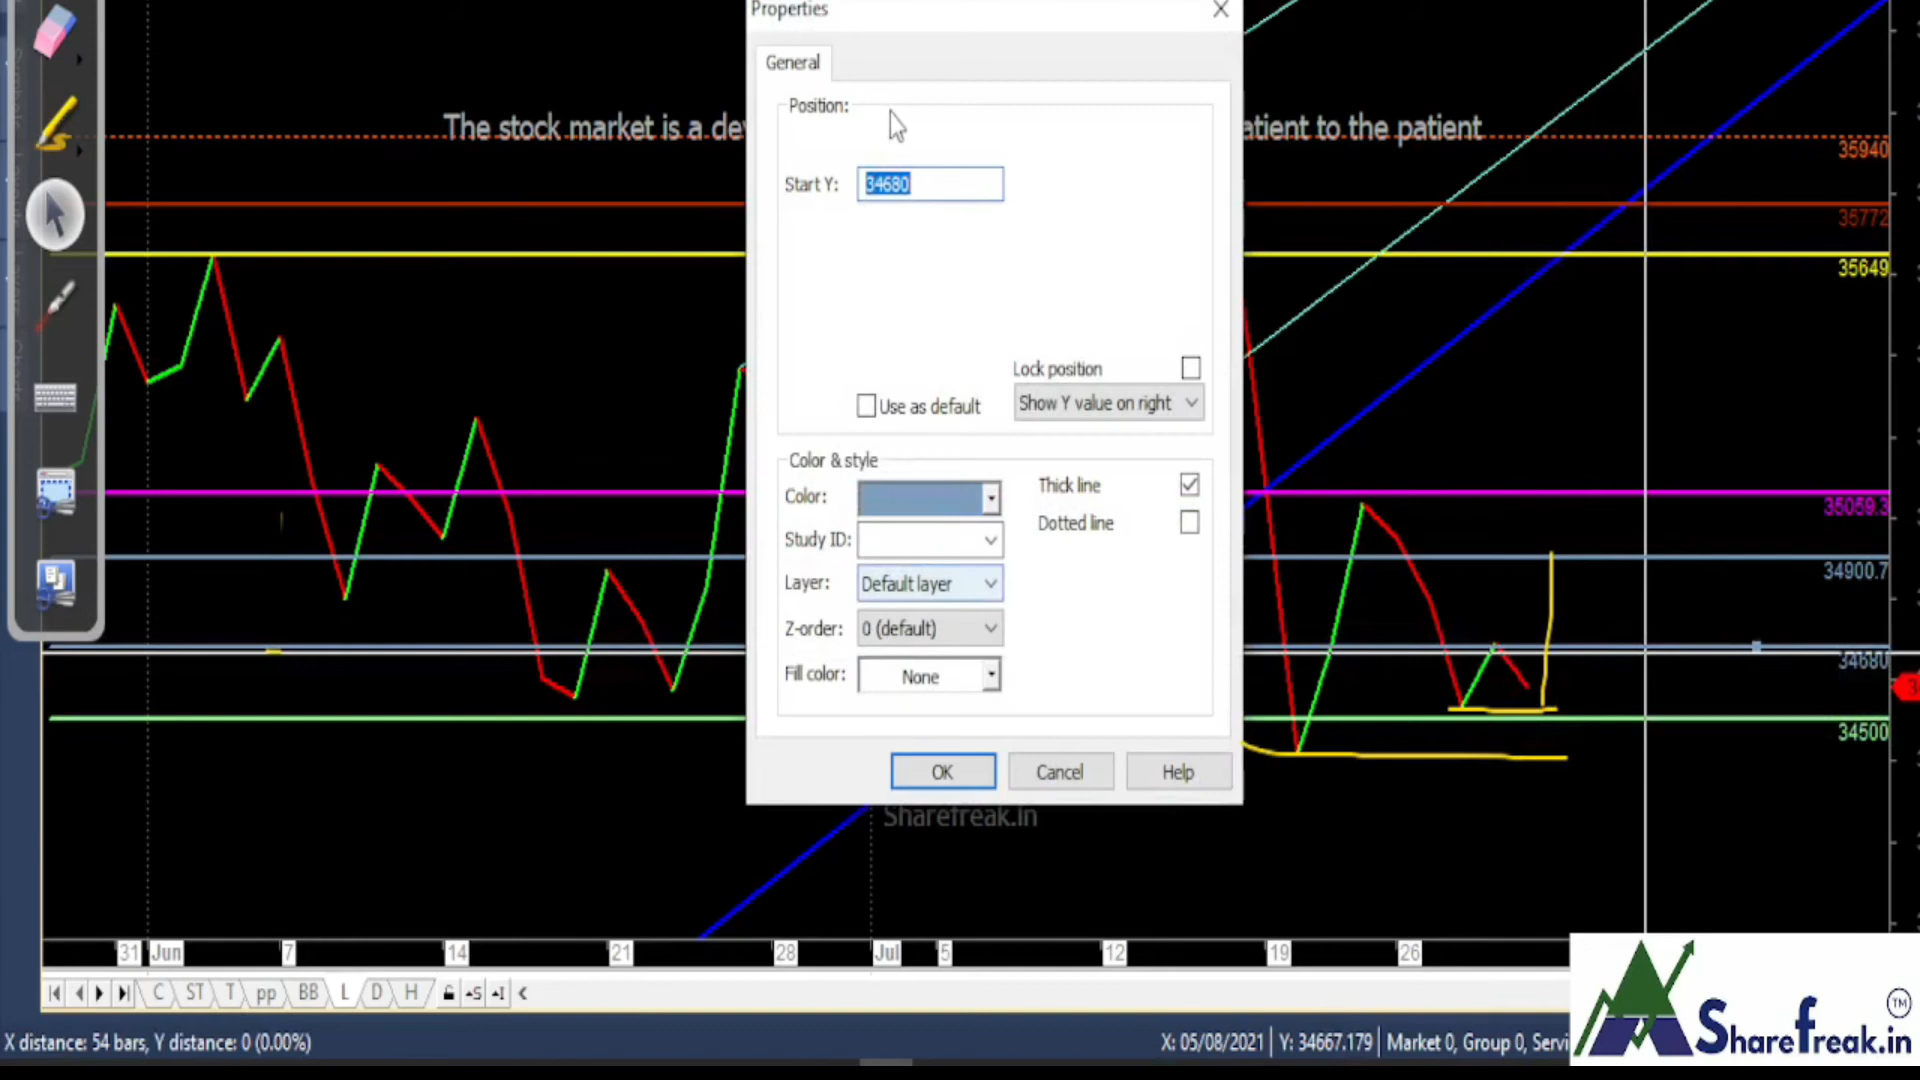 Properties
General
Position:
The stock market is a de
atient to the patient
35940
Start Y:
34680
35772
35649
Lock position
Use as default
Show Y value on right
Color & style
Color:
Thick line
35059.3
Study ID:
Dotted line
34900.7
Layer:
Default layer
Z-order:
0 (default)
34680
Fill color:
None
34500
OK
Cancel
Help
Sharefreak.in
31 Jun 7 14 21 28 Jul 5 12 19 26
C ST T pp BB L D H
X distance: 54 bars, Y distance: 0 (0.00%)
X: 05/08/2021 Y: 34667.179 Market 0, Group 0, Servi
Sharefreak.in
TM